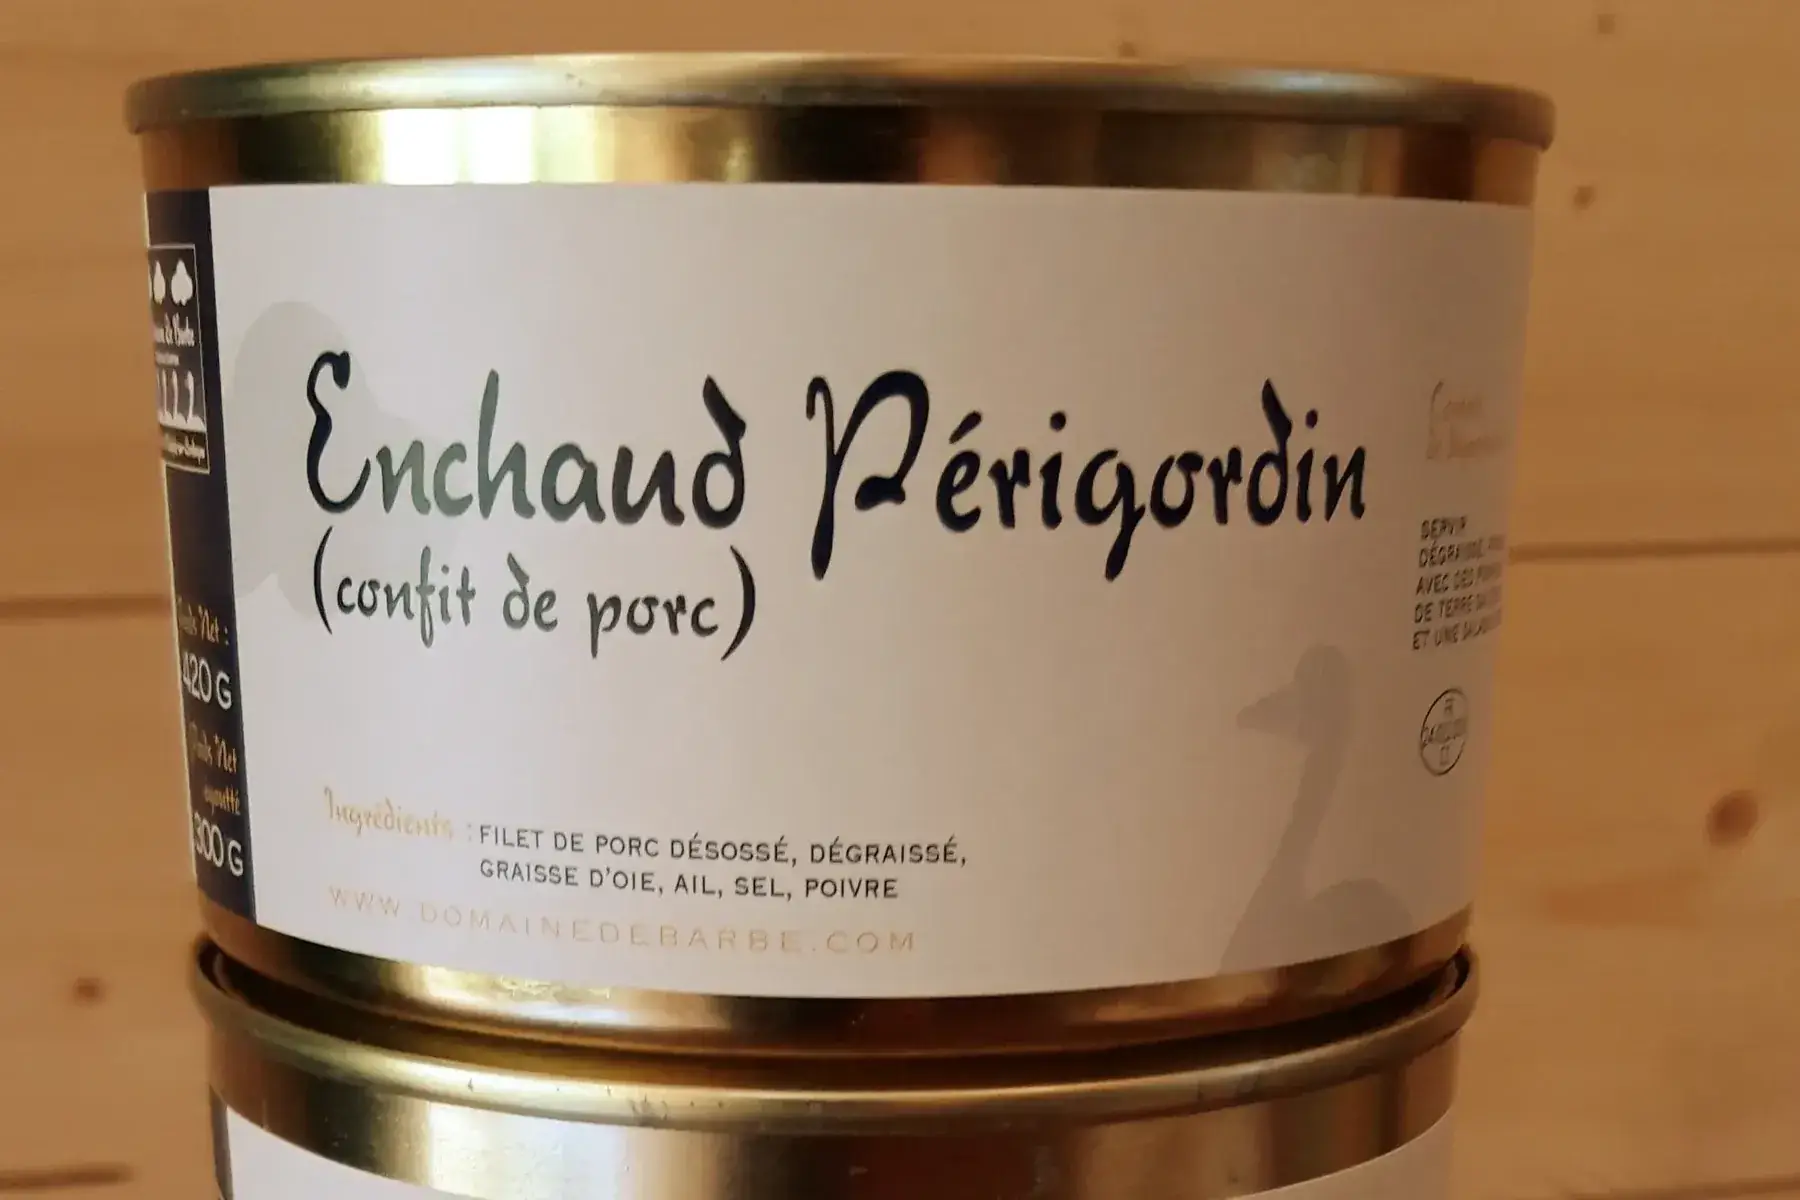 Enchaud Périgordin
(confit de porc)
Poids Net :
420 G
Poids Net
égoutté
300 G
Ingrédients : FILET DE PORC DÉSOSSÉ, DÉGRAISSÉ,
GRAISSE D'OIE, AIL, SEL, POIVRE
WWW.DOMAINEDEBARBE.COM
SERVIR
AVEC DES
DE TERRE
ET UNE
FR